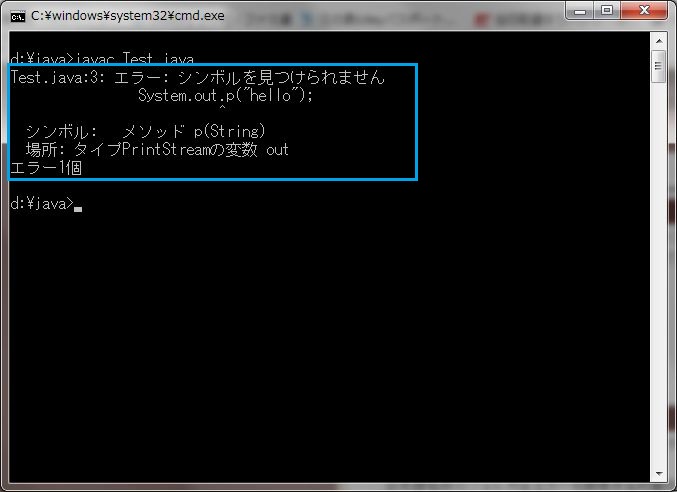 C:¥windows¥system32¥cmd.exe
d:¥java>javac Test.java
Test.java:3: エラー: シンボルを見つけられません
System.out.p("hello");
^
シンボル:   メソッド p(String)
場所: タイプPrintStreamの変数 out
エラー1個
d:¥java>